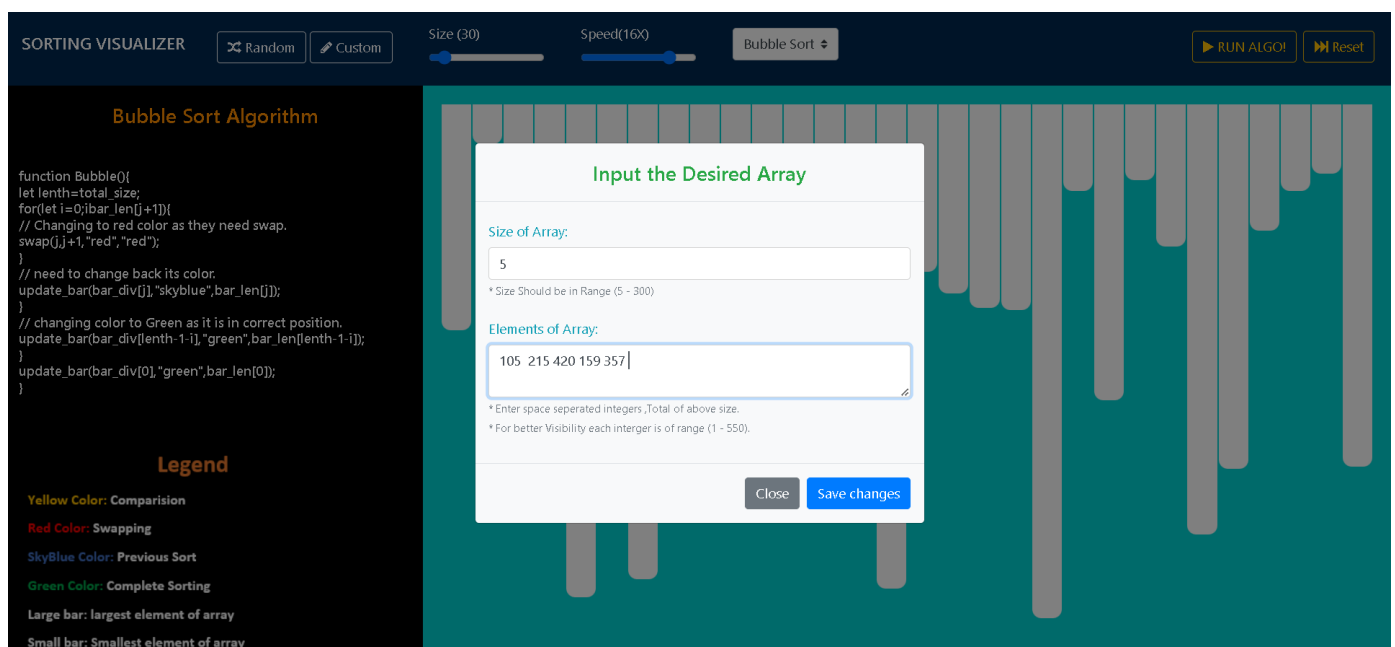 SORTING VISUALIZER
Random
Custom
Size (30)
Speed(16X)
Bubble Sort
RUN ALGO!
Reset
Bubble Sort Algorithm
function Bubble(){
let lenth=total_size;
for(let i=0;ibar_len[j+1]){
// Changing to red color as they need swap.
swap(j,j+1,"red","red");
}
// need to change back its color.
update_bar(bar_div[j],"skyblue",bar_len[j]);
}
// changing color to Green as it is in correct position.
update_bar(bar_div[lenth-1-i],"green",bar_len[lenth-1-i]);
}
update_bar(bar_div[0],"green",bar_len[0]);
}
Legend
Yellow Color: Comparision
Red Color: Swapping
SkyBlue Color: Previous Sort
Green Color: Complete Sorting
Large bar: largest element of array
Small bar: Smallest element of array
Input the Desired Array
Size of Array:
5
* Size Should be in Range (5 - 300)
Elements of Array:
105  215 420 159 357
* Enter space seperated integers ,Total of above size.
* For better Visibility each interger is of range (1 - 550).
Close
Save changes